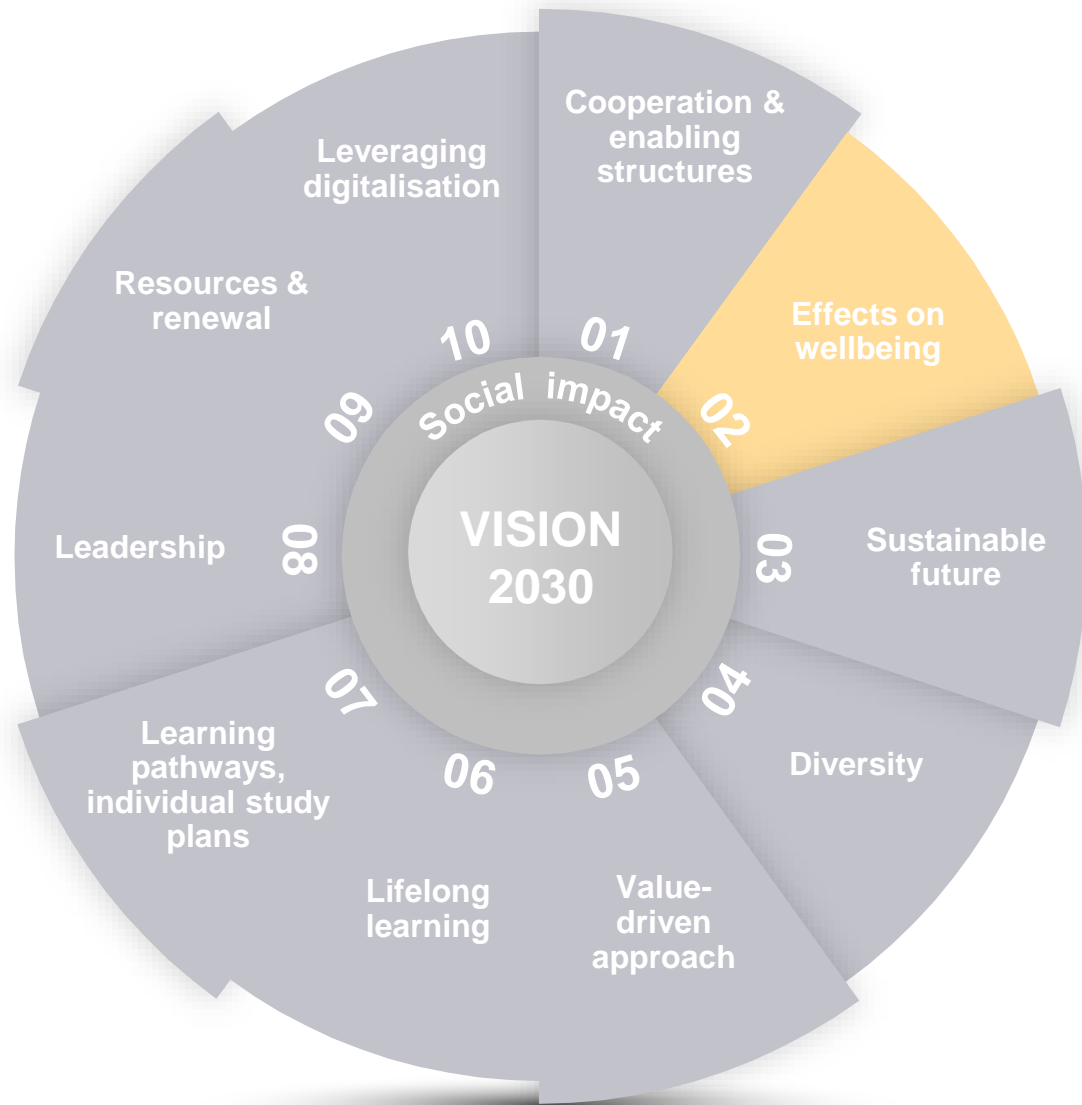 Cooperation &
enabling
structures
01
Effects on
wellbeing
02
Sustainable
future
03
Diversity
04
Value-
driven
approach
05
Lifelong
learning
06
Learning
pathways,
individual study
plans
07
Leadership
08
Resources &
renewal
09
Leveraging
digitalisation
10
Social impact
VISION
2030